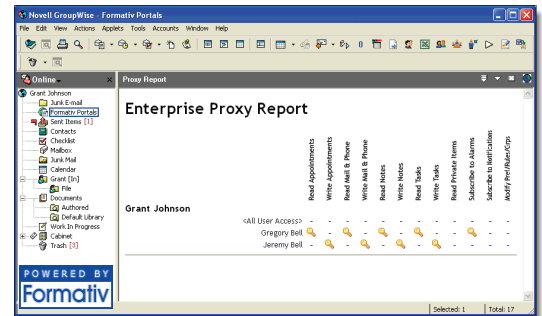 Novell GroupWise - Formativ Portals
File Edit View Actions Applets Tools Accounts Window Help
Online
Proxy Report
Grant Johnson
Junk E-mail
Formativ Portals
Sent Items [1]
Contacts
Checklist
Mailbox
Junk Mail
Calendar
Grant [In]
File
Documents
Authored
Default Library
Work In Progress
Cabinet
Trash [3]
POWERED BY
Formativ
Enterprise Proxy Report
Read Appointments
Write Appointments
Read Mail & Phone
Write Mail & Phone
Read Notes
Write Notes
Read Tasks
Write Tasks
Read Private Items
Subscribe to Alarms
Subscribe to Notifications
Modify Pref/Rules/Grps
Grant Johnson
<All User Access> - - - - - - - - - - - -
Gregory Bell - - - - - - - -
Jeremy Bell - - - - - - - -
Selected: 1 Total: 17